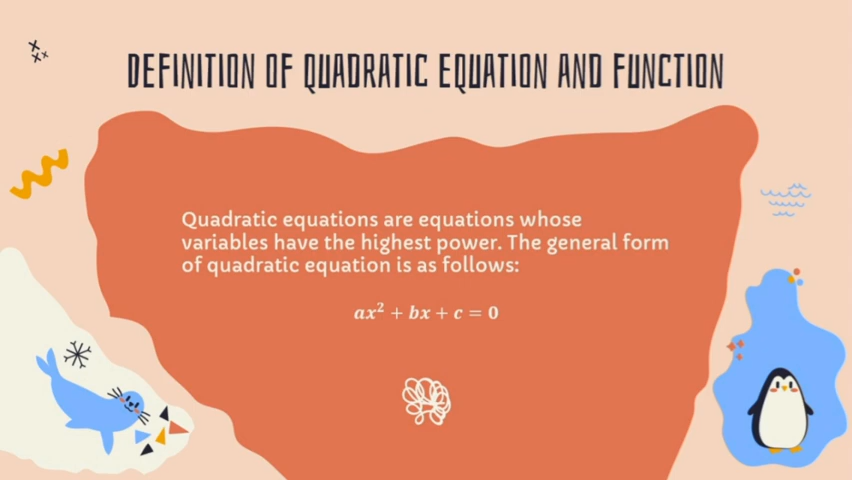 DEFINITION OF QUADRATIC EQUATION AND FUNCTION
Quadratic equations are equations whose
variables have the highest power. The general form
of quadratic equation is as follows:
ax² + bx + c = 0